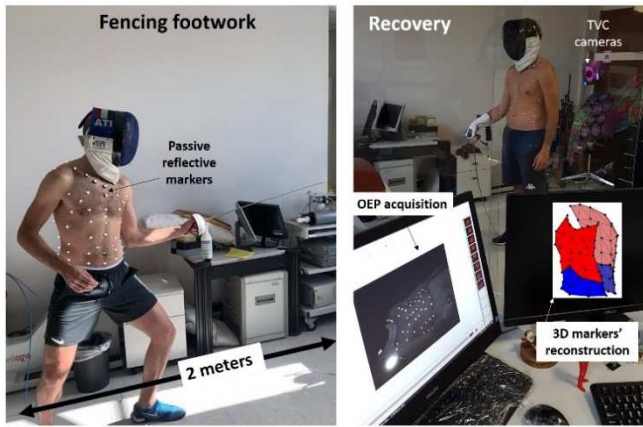 Fencing footwork
ATI
Passive
reflective
markers
2 meters
Recovery
TVC
cameras
OEP acquisition
3D markers'
reconstruction